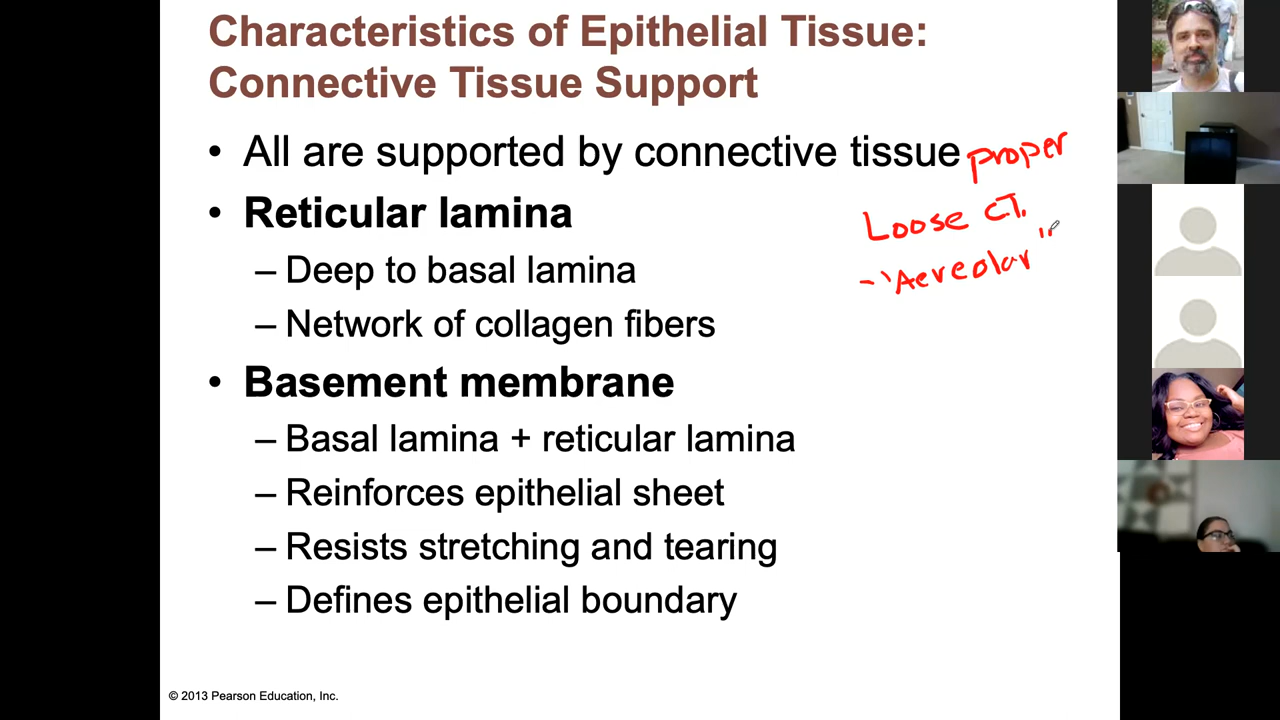 Characteristics of Epithelial Tissue:
Connective Tissue Support
• All are supported by connective tissue proper
• Reticular lamina
Loose CT.
– Deep to basal lamina
- "Aereolar"
– Network of collagen fibers
• Basement membrane
– Basal lamina + reticular lamina
– Reinforces epithelial sheet
– Resists stretching and tearing
– Defines epithelial boundary
© 2013 Pearson Education, Inc.